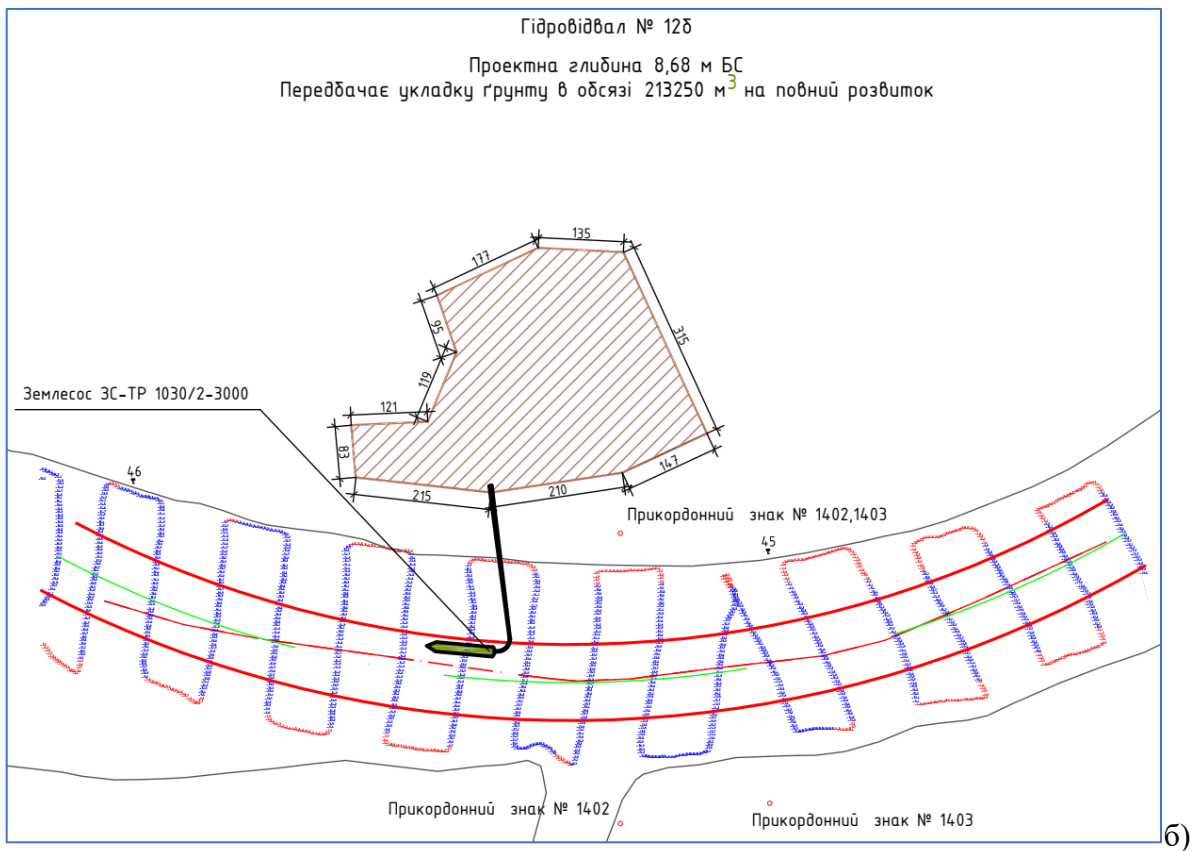 Гідровідвал № 12б
Проектна глибина 8,68 м БС
Передбачає укладку ґрунту в обсязі 213250 м³ на повний розвиток
135
177
95
315
119
Землесос ЗС-ТР 1030/2-3000
121
83
147
215
210
46
Прикордонний знак № 1402,1403
45
Прикордонний знак № 1402
Прикордонний знак № 1403
б)